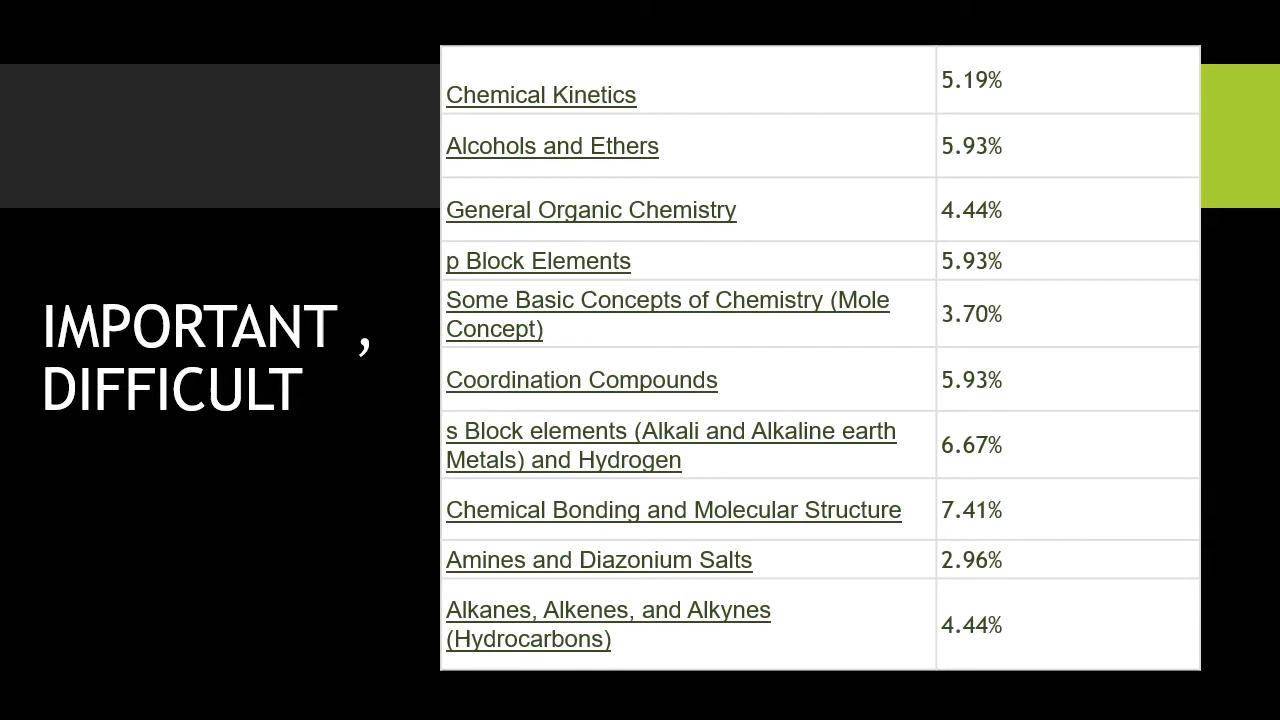 IMPORTANT ,
DIFFICULT
Chemical Kinetics 5.19%
Alcohols and Ethers 5.93%
General Organic Chemistry 4.44%
p Block Elements 5.93%
Some Basic Concepts of Chemistry (Mole
Concept) 3.70%
Coordination Compounds 5.93%
s Block elements (Alkali and Alkaline earth
Metals) and Hydrogen 6.67%
Chemical Bonding and Molecular Structure 7.41%
Amines and Diazonium Salts 2.96%
Alkanes, Alkenes, and Alkynes
(Hydrocarbons) 4.44%